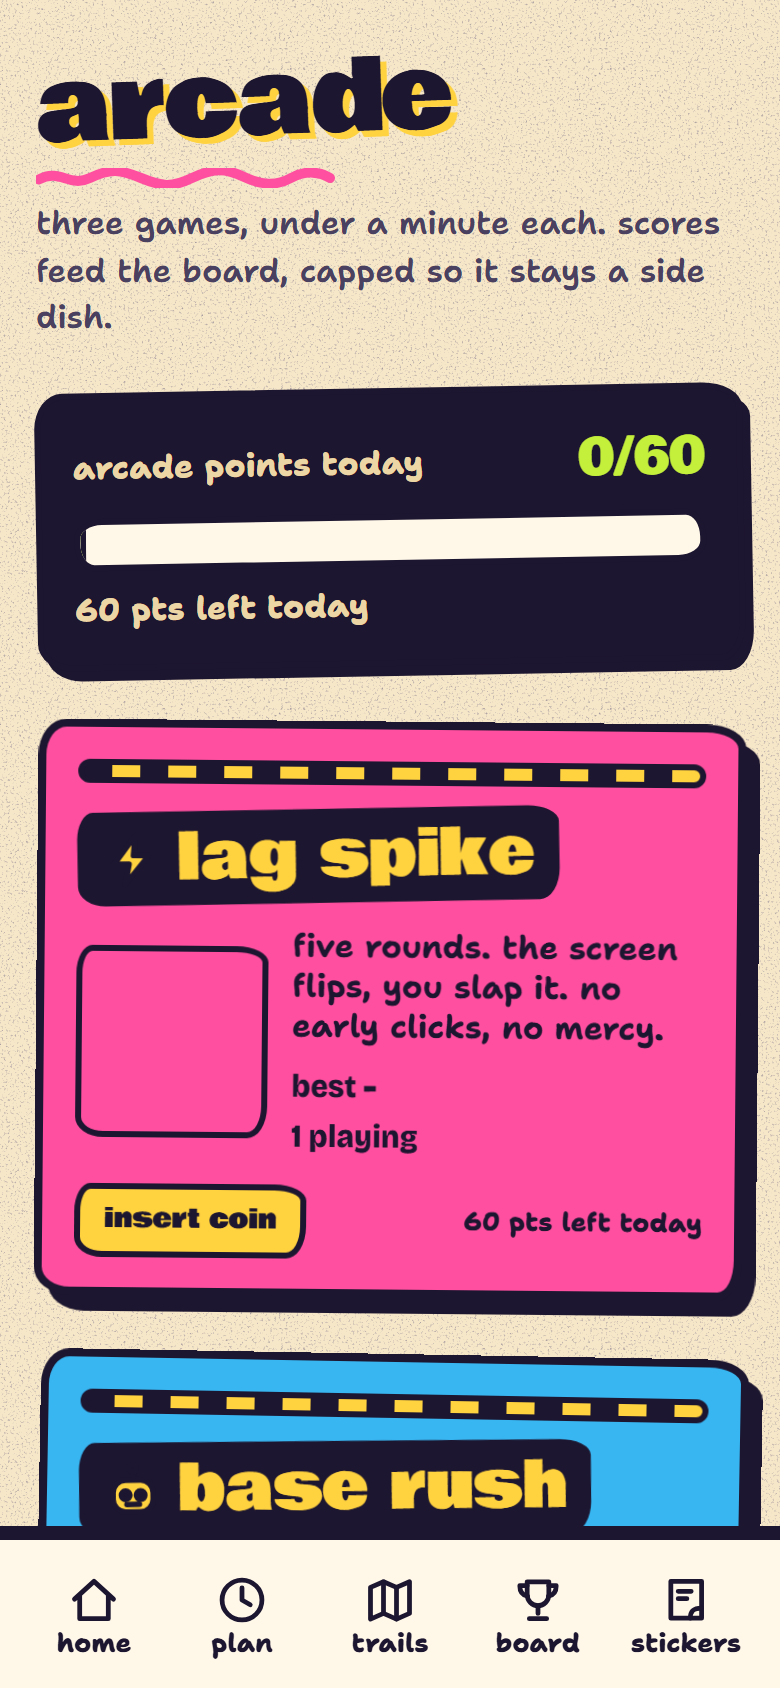 arcade
three games, under a minute each. scores
feed the board, capped so it stays a side
dish.
arcade points today
0/60
60 pts left today
lag spike
five rounds. the screen
flips, you slap it. no
early clicks, no mercy.
best -
1 playing
insert coin
60 pts left today
base rush
home
plan
trails
board
stickers